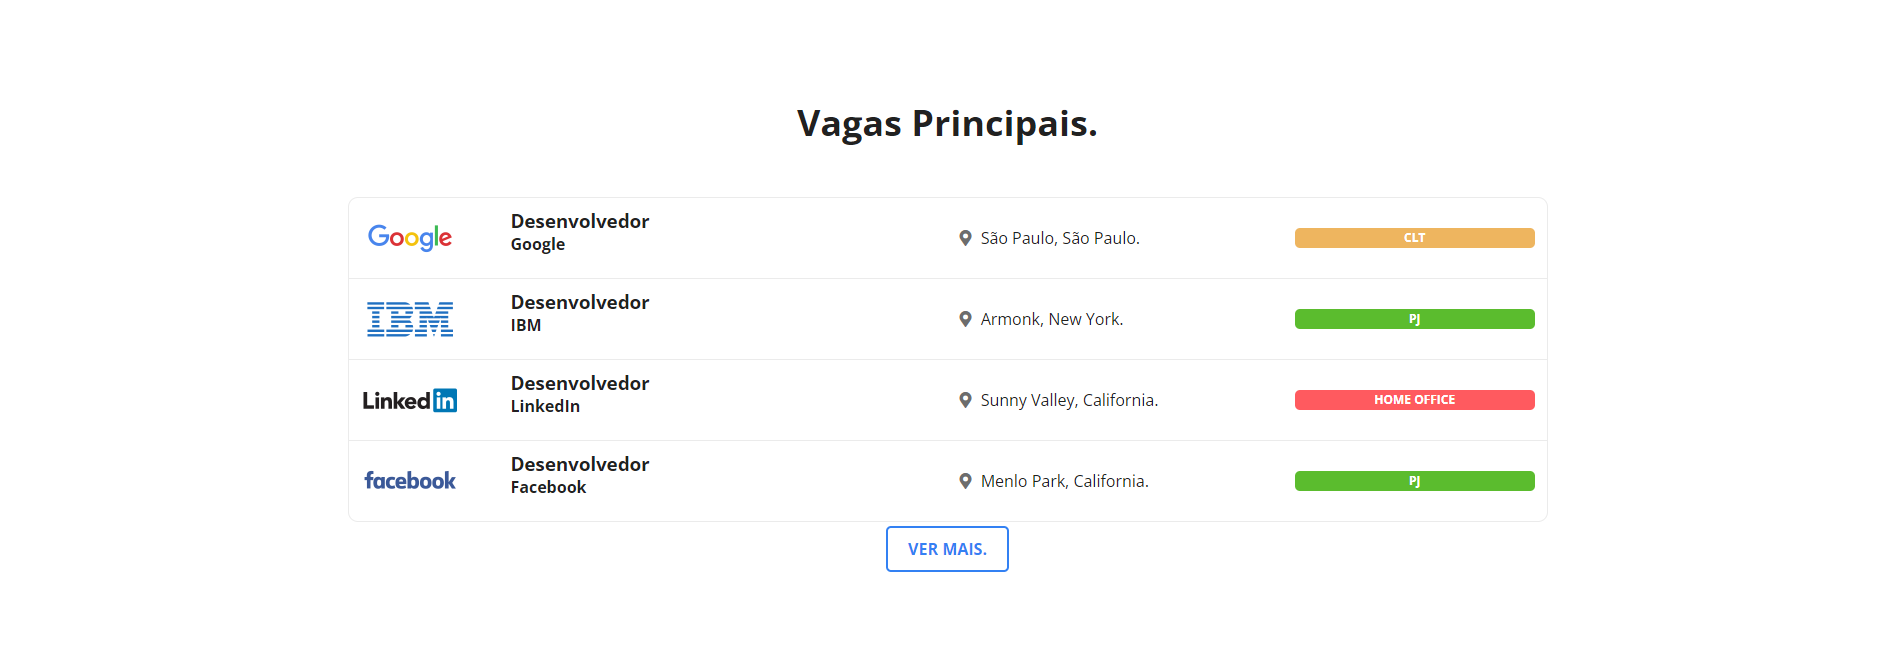 Vagas Principais.
Google
Desenvolvedor
Google
São Paulo, São Paulo.
CLT
IBM
Desenvolvedor
IBM
Armonk, New York.
PJ
Linkedin
Desenvolvedor
LinkedIn
Sunny Valley, California.
HOME OFFICE
facebook
Desenvolvedor
Facebook
Menlo Park, California.
PJ
VER MAIS.